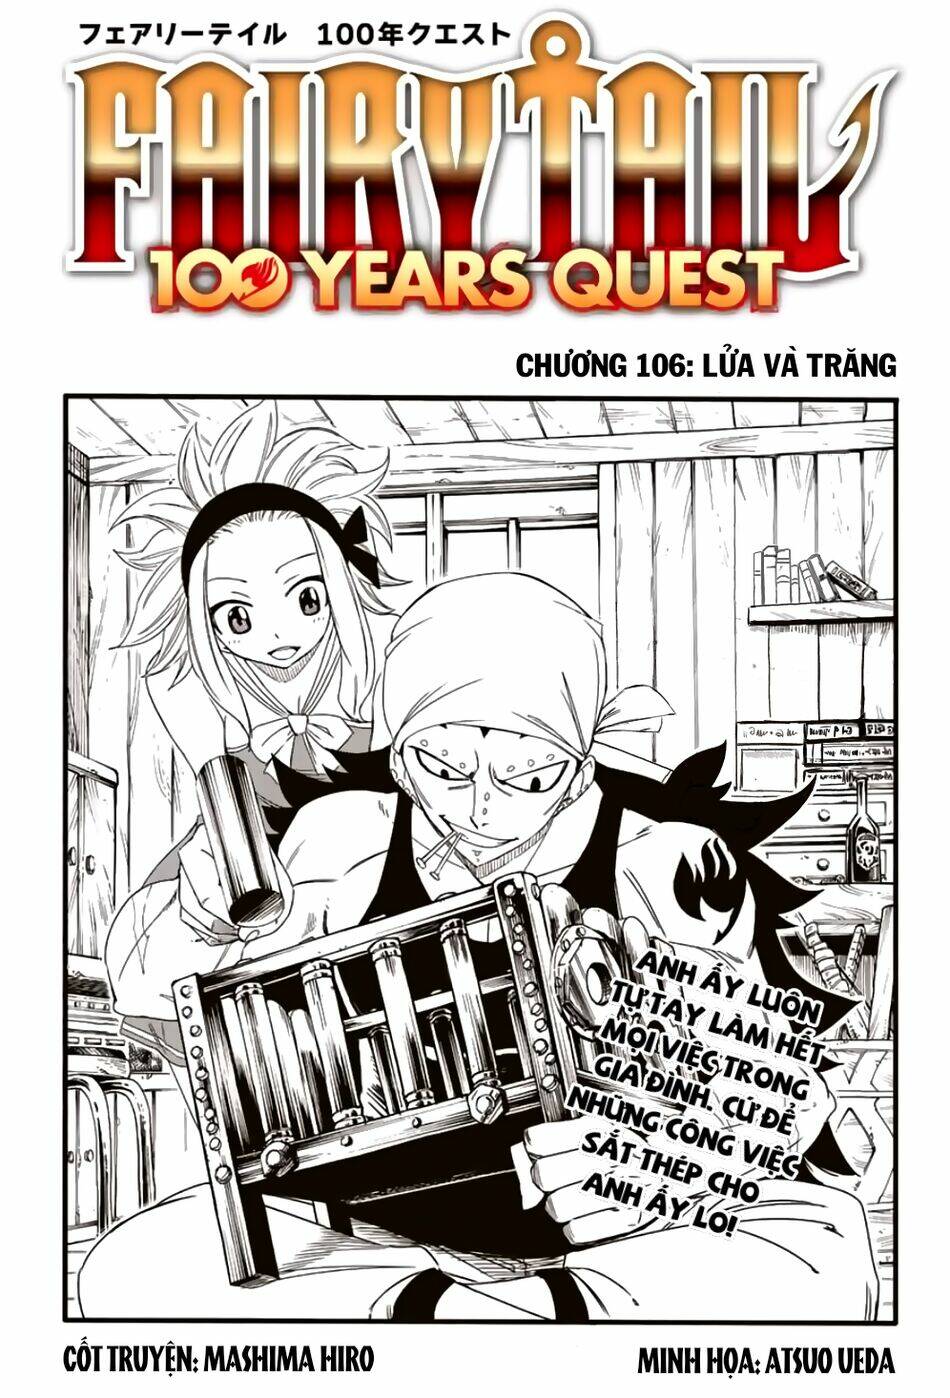 フェアリーテイル 100年クエスト
FAIRY TAIL
100 YEARS QUEST
CHƯƠNG 106: LỬA VÀ TRĂNG
ANH ẤY LUÔN
TỰ TAY LÀM HẾT
MỌI VIỆC TRONG
GIA ĐÌNH. CỨ ĐỂ
NHỮNG CÔNG VIỆC
SẮT THÉP CHO
ANH ẤY LO!
CỐT TRUYỆN: MASHIMA HIRO
MINH HỌA: ATSUO UEDA